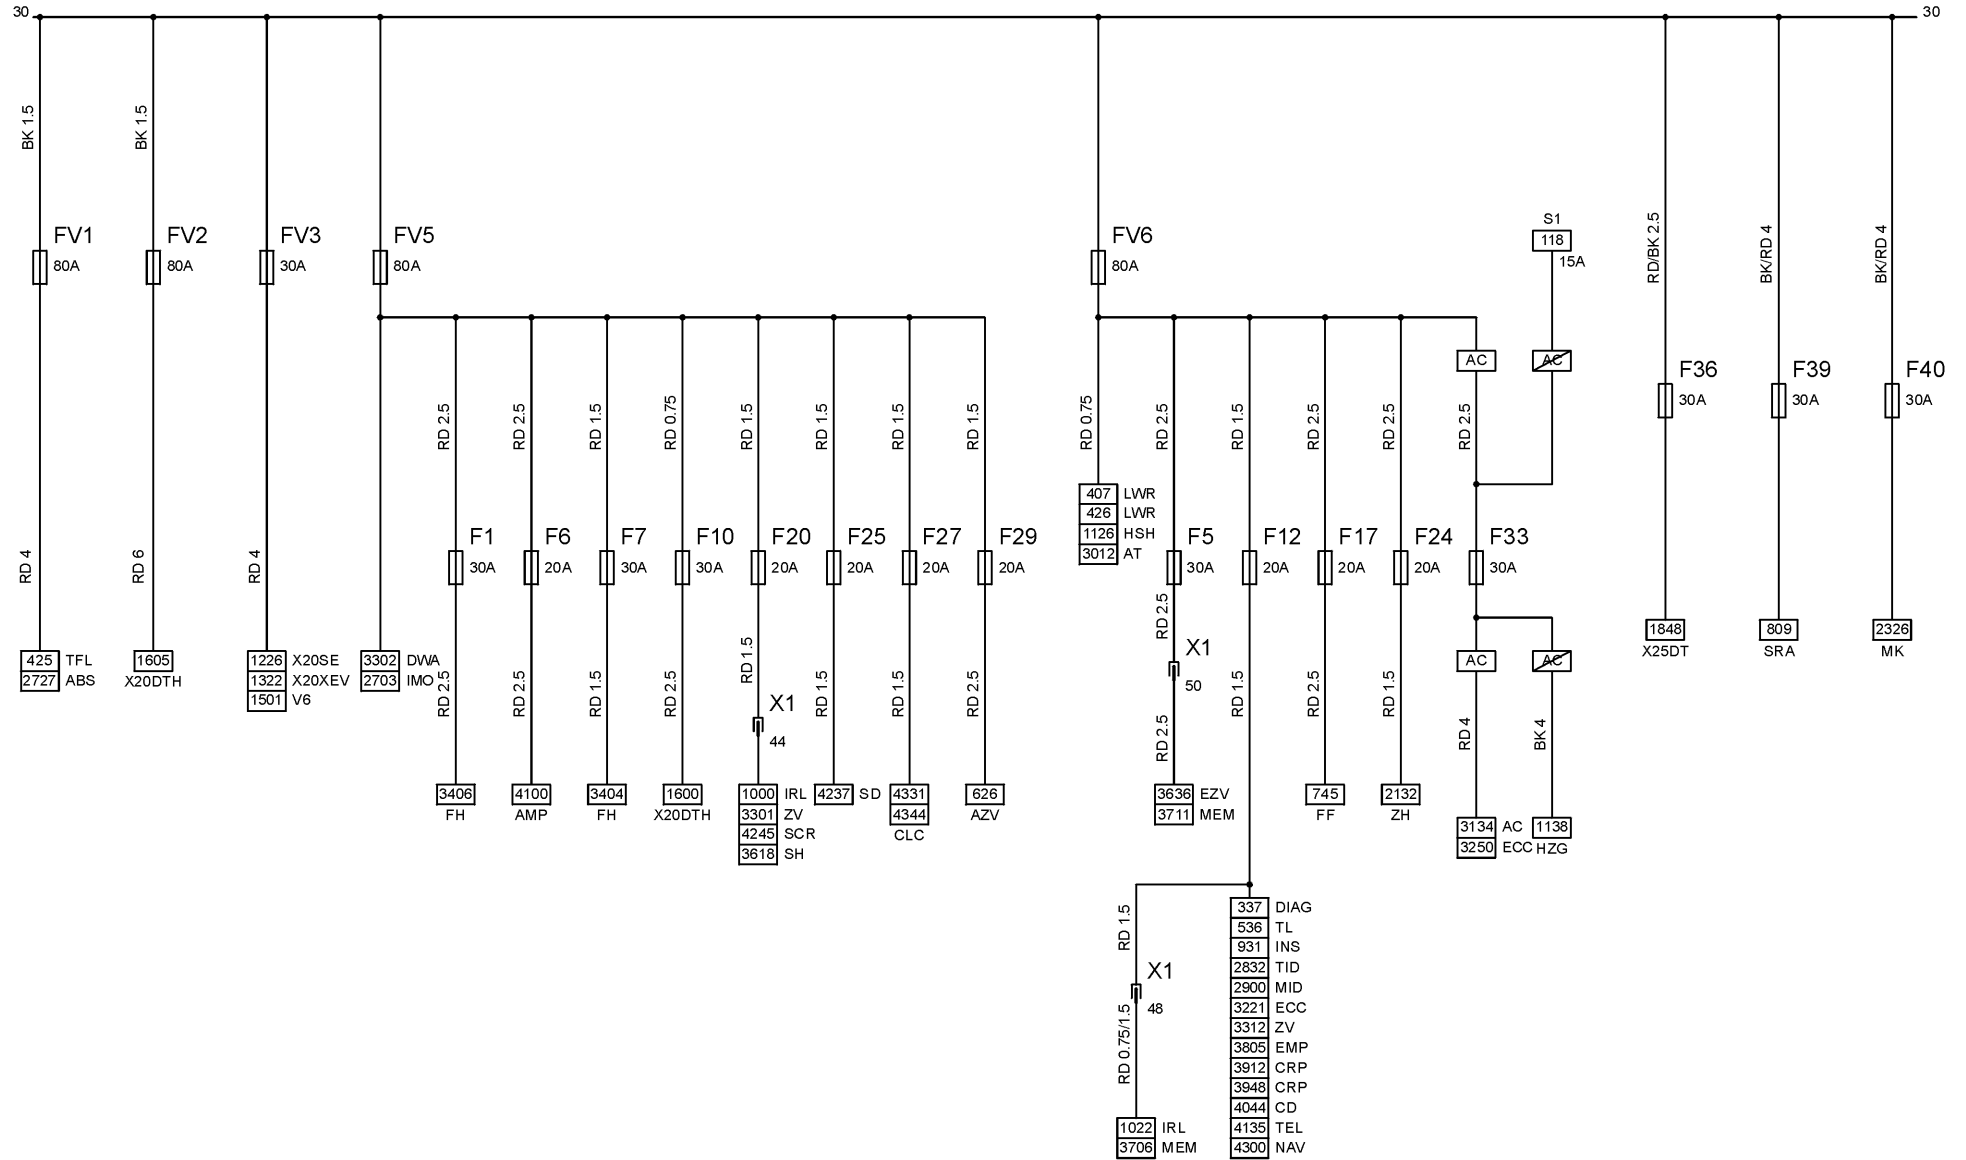 30
30
BK 1.5
BK 1.5
FV1
80A
FV2
80A
FV3
30A
FV5
80A
FV6
80A
S1
118
15A
RD/BK 2.5
BK/RD 4
BK/RD 4
AC
AC
RD 2.5
RD 2.5
RD 1.5
RD 0.75
RD 1.5
RD 1.5
RD 1.5
RD 1.5
RD 0.75
RD 2.5
RD 1.5
RD 2.5
RD 2.5
RD 2.5
F36
30A
F39
30A
F40
30A
407 LWR
426 LWR
1126 HSH
3012 AT
RD 4
RD 6
RD 4
F1
30A
F6
20A
F7
30A
F10
30A
F20
20A
F25
20A
F27
20A
F29
20A
F5
30A
F12
20A
F17
20A
F24
20A
F33
30A
RD 2.5
X1
50
425 TFL
2727 ABS
1605
X20DTH
1226 X20SE
1322 X20XEV
1501 V6
3302 DWA
2703 IMO
AC
AC
1848
X25DT
809
SRA
2326
MK
RD 2.5
RD 2.5
RD 1.5
RD 2.5
RD 1.5
X1
44
RD 1.5
RD 1.5
RD 2.5
RD 2.5
RD 1.5
RD 2.5
RD 1.5
RD 4
BK 4
3406
FH
4100
AMP
3404
FH
1600
X20DTH
1000 IRL
3301 ZV
4245 SCR
3618 SH
4237 SD
4331
4344
CLC
626
AZV
3636 EZV
3711 MEM
745
FF
2132
ZH
3134 AC
3250 ECC
1138
HZG
RD 1.5
X1
48
RD 0.75/1.5
1022 IRL
3706 MEM
337 DIAG
536 TL
931 INS
2832 TID
2900 MID
3221 ECC
3312 ZV
3805 EMP
3912 CRP
3948 CRP
4044 CD
4135 TEL
4300 NAV